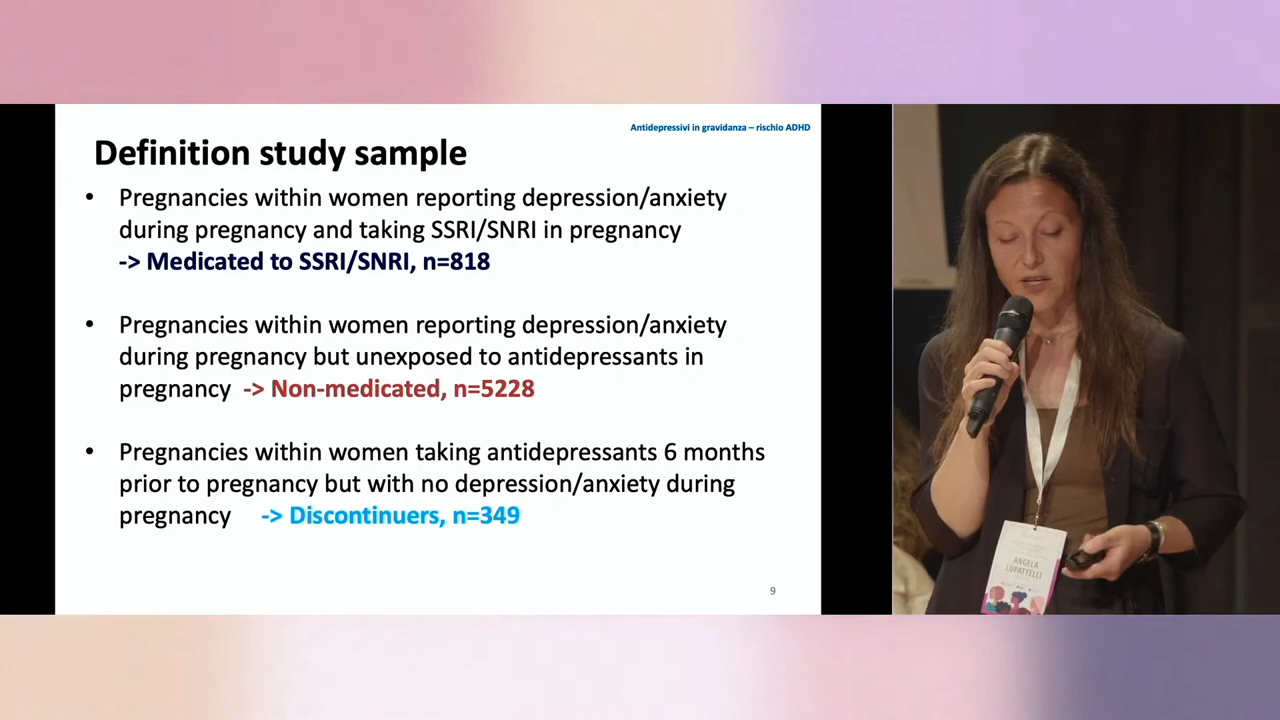 Antidepressivi in gravidanza – rischio ADHD
Definition study sample
• Pregnancies within women reporting depression/anxiety
during pregnancy and taking SSRI/SNRI in pregnancy
-> Medicated to SSRI/SNRI, n=818
• Pregnancies within women reporting depression/anxiety
during pregnancy but unexposed to antidepressants in
pregnancy -> Non-medicated, n=5228
• Pregnancies within women taking antidepressants 6 months
prior to pregnancy but with no depression/anxiety during
pregnancy -> Discontinuers, n=349
9
ANGELA
LUPATTELLI